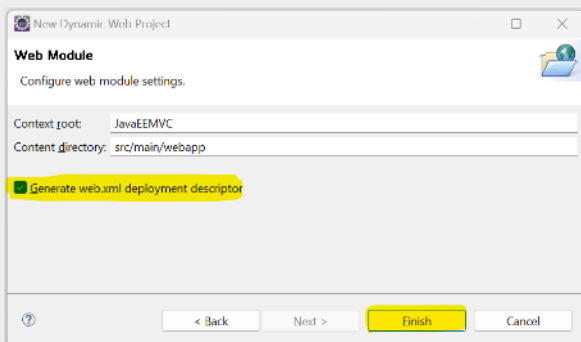 New Dynamic Web Project
Web Module
Configure web module settings.
Context root: JavaEEMVC
Content directory: src/main/webapp
Generate web.xml deployment descriptor
< Back Next > Finish Cancel